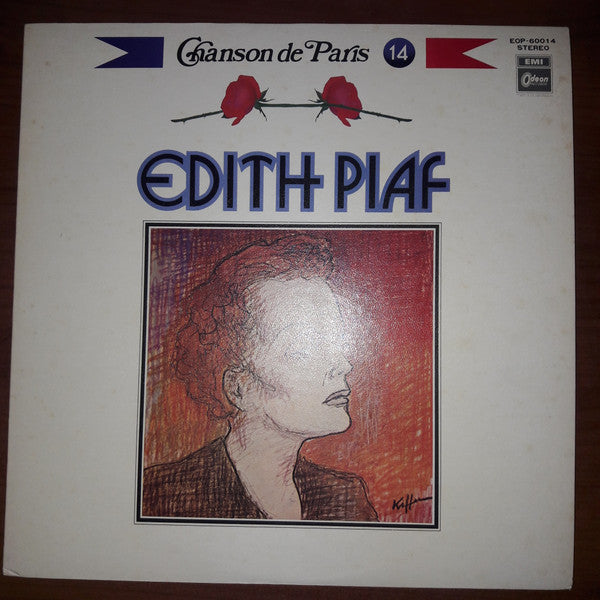 Chanson de Paris 14
EOP-60014
STEREO
EMI
Odeon
EDITH PIAF